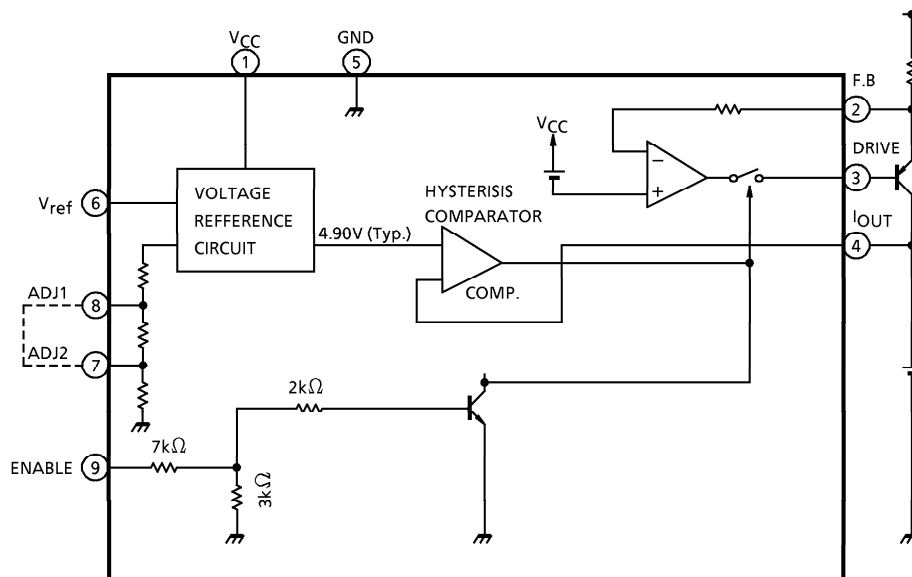 VCC
1
GND
5
F.B
2
VCC
DRIVE
3
Vref
6
VOLTAGE
REFFERENCE
CIRCUIT
4.90V (Typ.)
HYSTERISIS
COMPARATOR
COMP.
IOUT
4
ADJ1
8
ADJ2
7
2kΩ
7kΩ
3kΩ
ENABLE
9
−
+